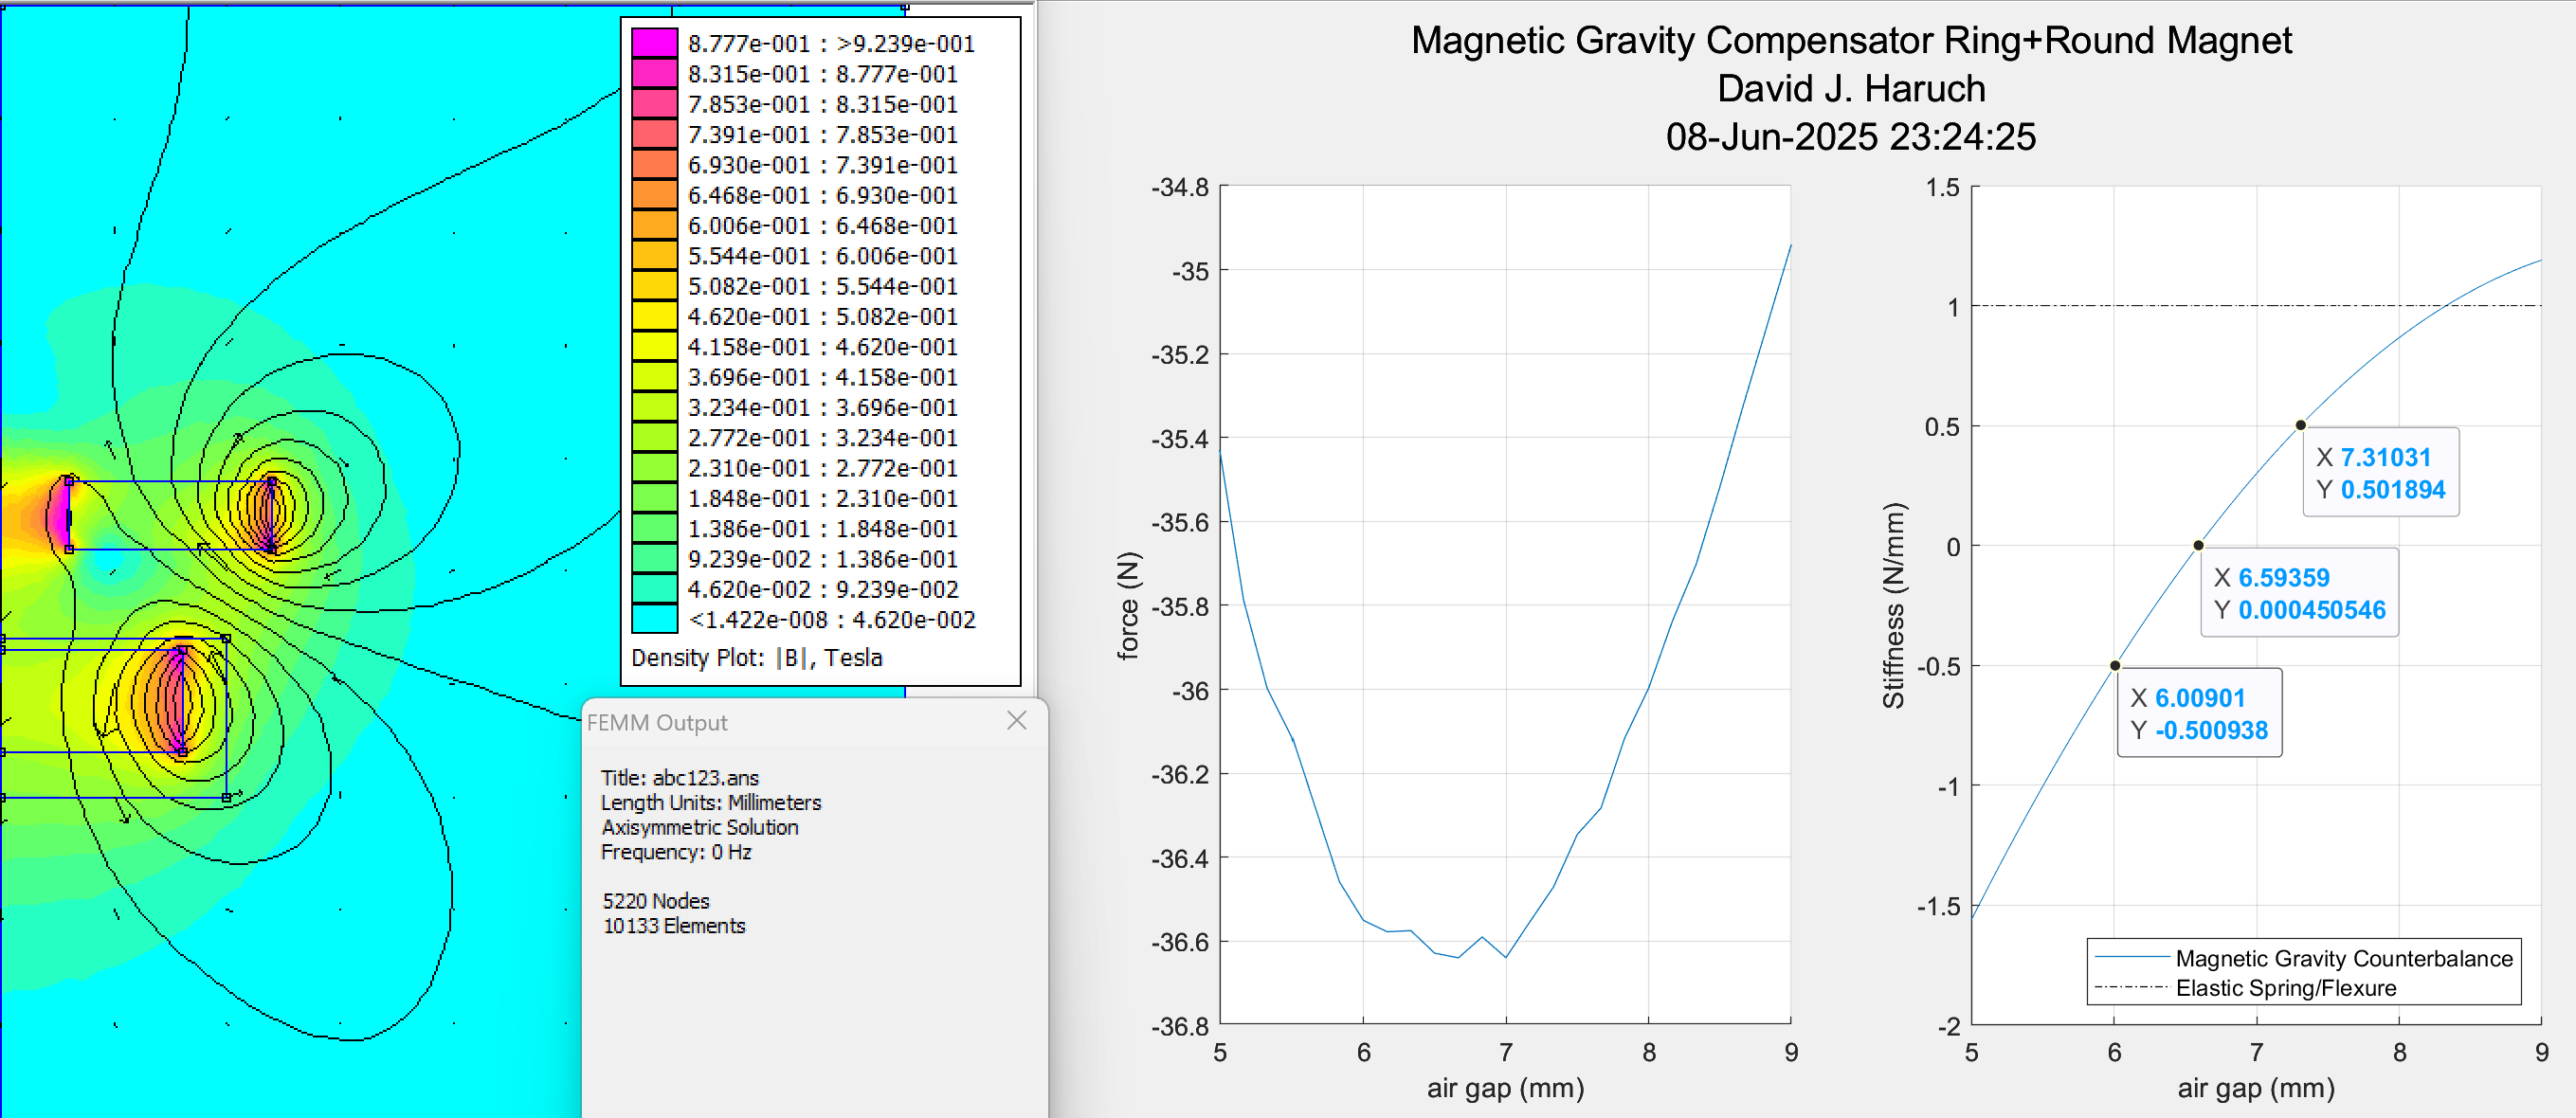 8.777e-001 : >9.239e-001
8.315e-001 : 8.777e-001
7.853e-001 : 8.315e-001
7.391e-001 : 7.853e-001
6.930e-001 : 7.391e-001
6.468e-001 : 6.930e-001
6.006e-001 : 6.468e-001
5.544e-001 : 6.006e-001
5.082e-001 : 5.544e-001
4.620e-001 : 5.082e-001
4.158e-001 : 4.620e-001
3.696e-001 : 4.158e-001
3.234e-001 : 3.696e-001
2.772e-001 : 3.234e-001
2.310e-001 : 2.772e-001
1.848e-001 : 2.310e-001
1.386e-001 : 1.848e-001
9.239e-002 : 1.386e-001
4.620e-002 : 9.239e-002
<1.422e-008 : 4.620e-002
Density Plot: |B|, Tesla
FEMM Output
Title: abc123.ans
Length Units: Millimeters
Axisymmetric Solution
Frequency: 0 Hz
5220 Nodes
10133 Elements
Magnetic Gravity Compensator Ring+Round Magnet
David J. Haruch
08-Jun-2025 23:24:25
-34.8
-35
-35.2
-35.4
-35.6
-35.8
-36
-36.2
-36.4
-36.6
-36.8
force (N)
5 6 7 8 9
air gap (mm)
1.5
1
0.5
0
-0.5
-1
-1.5
-2
Stiffness (N/mm)
X 7.31031
Y 0.501894
X 6.59359
Y 0.000450546
X 6.00901
Y -0.500938
Magnetic Gravity Counterbalance
Elastic Spring/Flexure
5 6 7 8 9
air gap (mm)